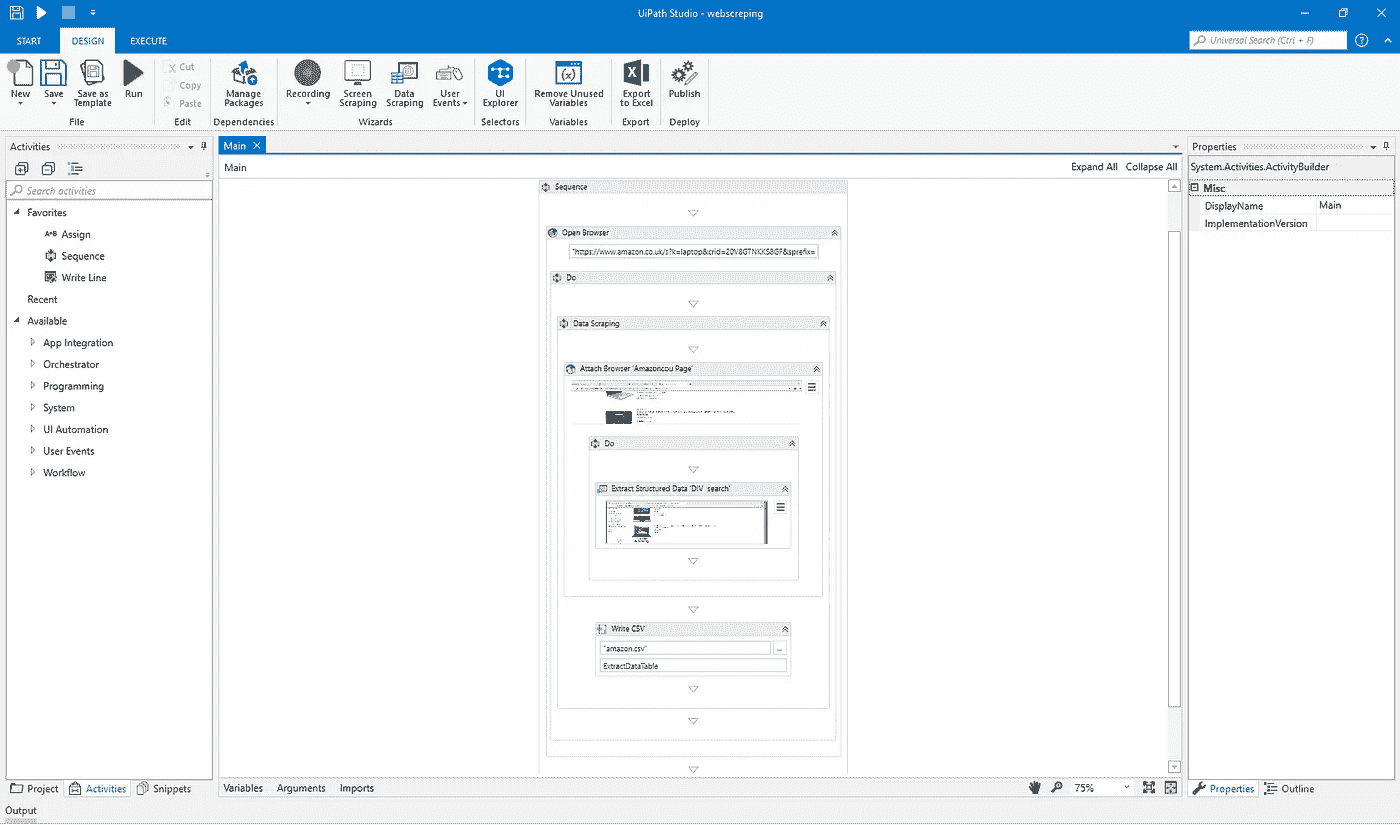 UiPath Studio - webscreping
START DESIGN EXECUTE
Universal Search (Ctrl + F)
New
Save
Save as Template
Run
File
Cut
Copy
Paste
Edit
Manage Packages
Dependencies
Recording
Screen Scraping
Data Scraping
User Events
Wizards
UI Explorer
Selectors
Remove Unused Variables
Variables
Export to Excel
Export
Publish
Deploy
Activities
Search activities
Favorites
A+B Assign
Sequence
Write Line
Recent
Available
App Integration
Orchestrator
Programming
System
UI Automation
User Events
Workflow
Project Activities Snippets
Output
Main
Main
Expand All Collapse All
Sequence
Open Browser
"https://www.amazon.co.uk/s?k=laptop&crid=20V8GTNKKS8GF&sprefix=
Do
Data Scraping
Attach Browser 'Amazoncou Page'
Do
Extract Structured Data 'DIV search'
Write CSV
"amazon.csv"
...
ExtractDataTable
Variables Arguments Imports
75%
Properties
System.Activities.ActivityBuilder
Misc
DisplayName Main
ImplementationVersion
Properties Outline